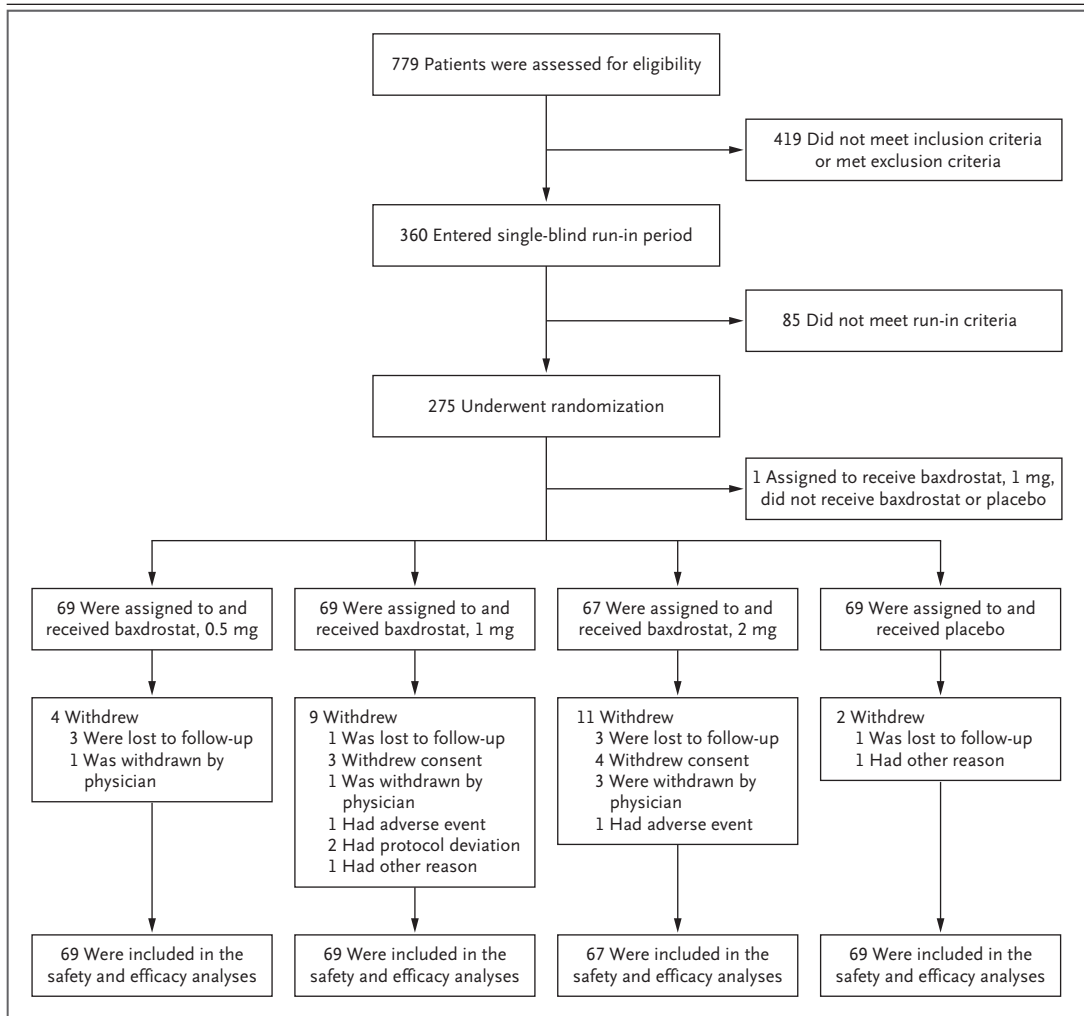 779 Patients were assessed for eligibility
419 Did not meet inclusion criteria
or met exclusion criteria
360 Entered single-blind run-in period
85 Did not meet run-in criteria
275 Underwent randomization
1 Assigned to receive baxdrostat, 1 mg,
did not receive baxdrostat or placebo
69 Were assigned to and
received baxdrostat, 0.5 mg
69 Were assigned to and
received baxdrostat, 1 mg
67 Were assigned to and
received baxdrostat, 2 mg
69 Were assigned to and
received placebo
4 Withdrew
3 Were lost to follow-up
1 Was withdrawn by
physician
9 Withdrew
1 Was lost to follow-up
3 Withdrew consent
1 Was withdrawn by
physician
1 Had adverse event
2 Had protocol deviation
1 Had other reason
11 Withdrew
3 Were lost to follow-up
4 Withdrew consent
3 Were withdrawn by
physician
1 Had adverse event
2 Withdrew
1 Was lost to follow-up
1 Had other reason
69 Were included in the
safety and efficacy analyses
69 Were included in the
safety and efficacy analyses
67 Were included in the
safety and efficacy analyses
69 Were included in the
safety and efficacy analyses